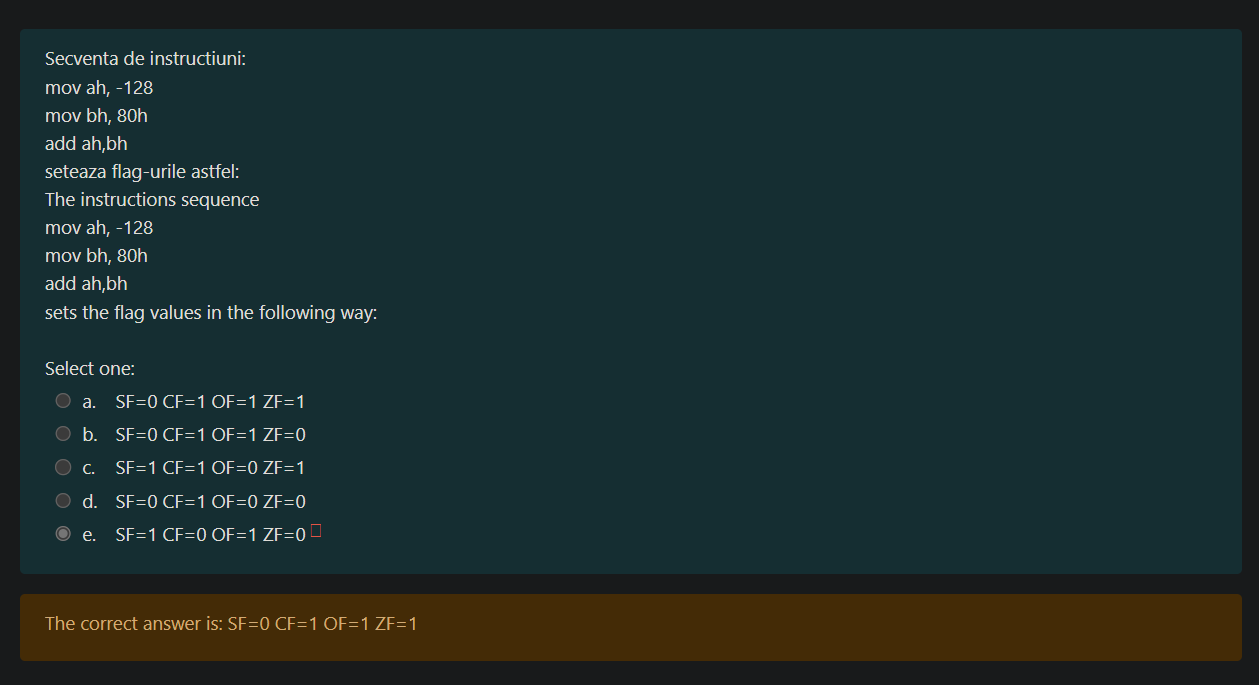 Secventa de instructiuni:
mov ah, -128
mov bh, 80h
add ah,bh
seteaza flag-urile astfel:
The instructions sequence
mov ah, -128
mov bh, 80h
add ah,bh
sets the flag values in the following way:
Select one:
a. SF=0 CF=1 OF=1 ZF=1
b. SF=0 CF=1 OF=1 ZF=0
c. SF=1 CF=1 OF=0 ZF=1
d. SF=0 CF=1 OF=0 ZF=0
e. SF=1 CF=0 OF=1 ZF=0
The correct answer is: SF=0 CF=1 OF=1 ZF=1